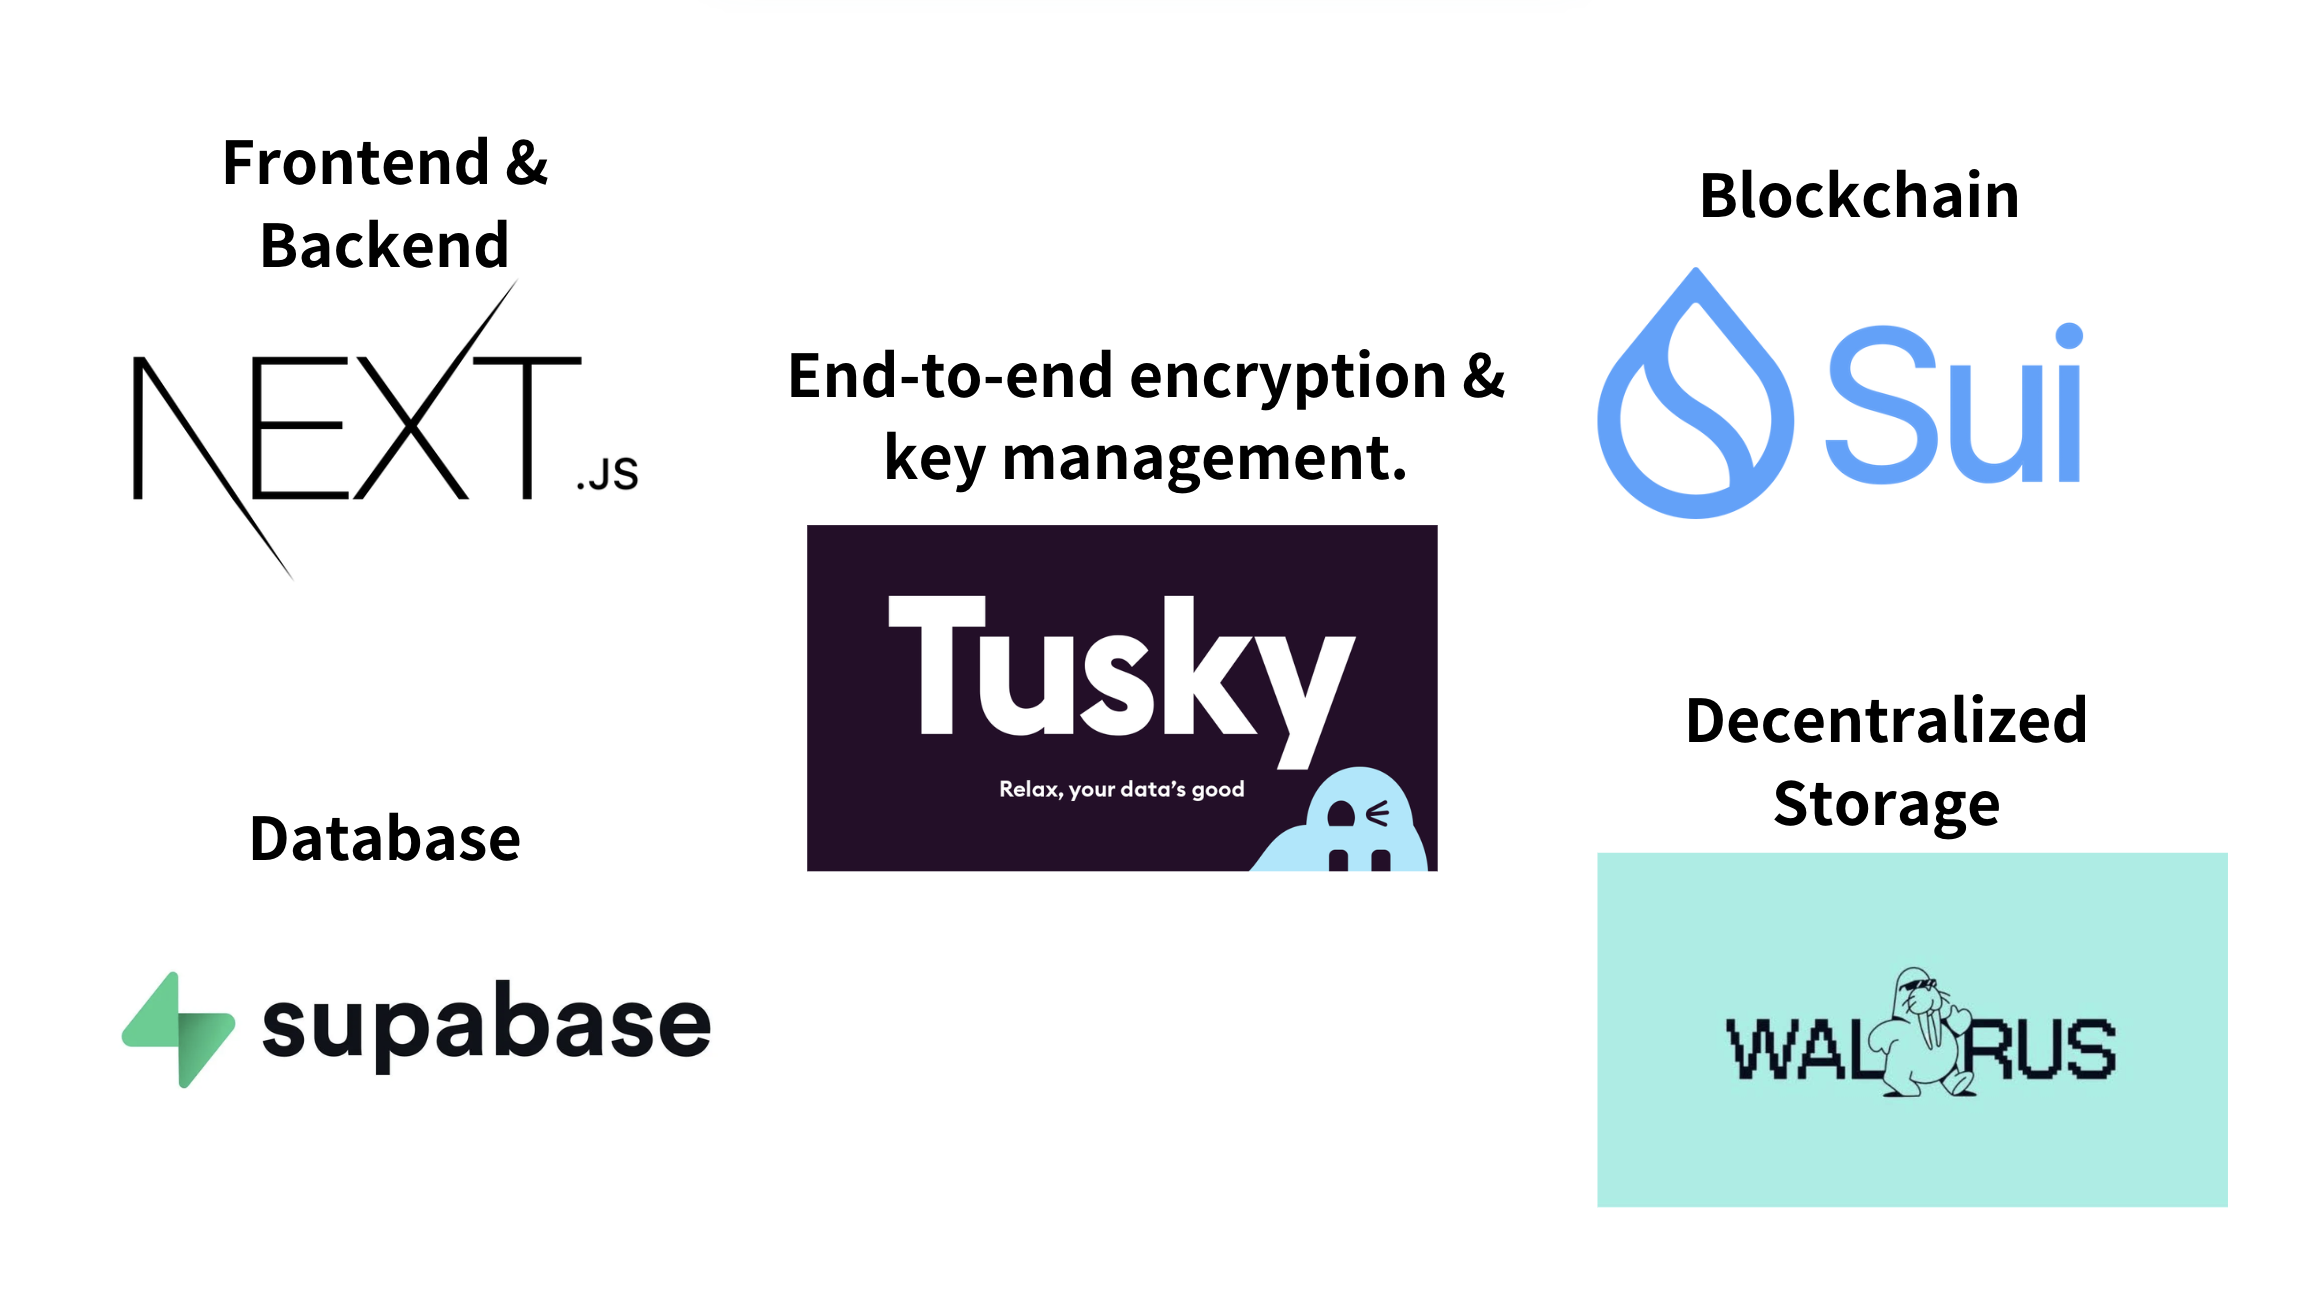 Frontend &
Backend
NEXT.JS
Database
supabase
End-to-end encryption &
key management.
Tusky
Relax, your data's good
Blockchain
Sui
Decentralized
Storage
WALRUS